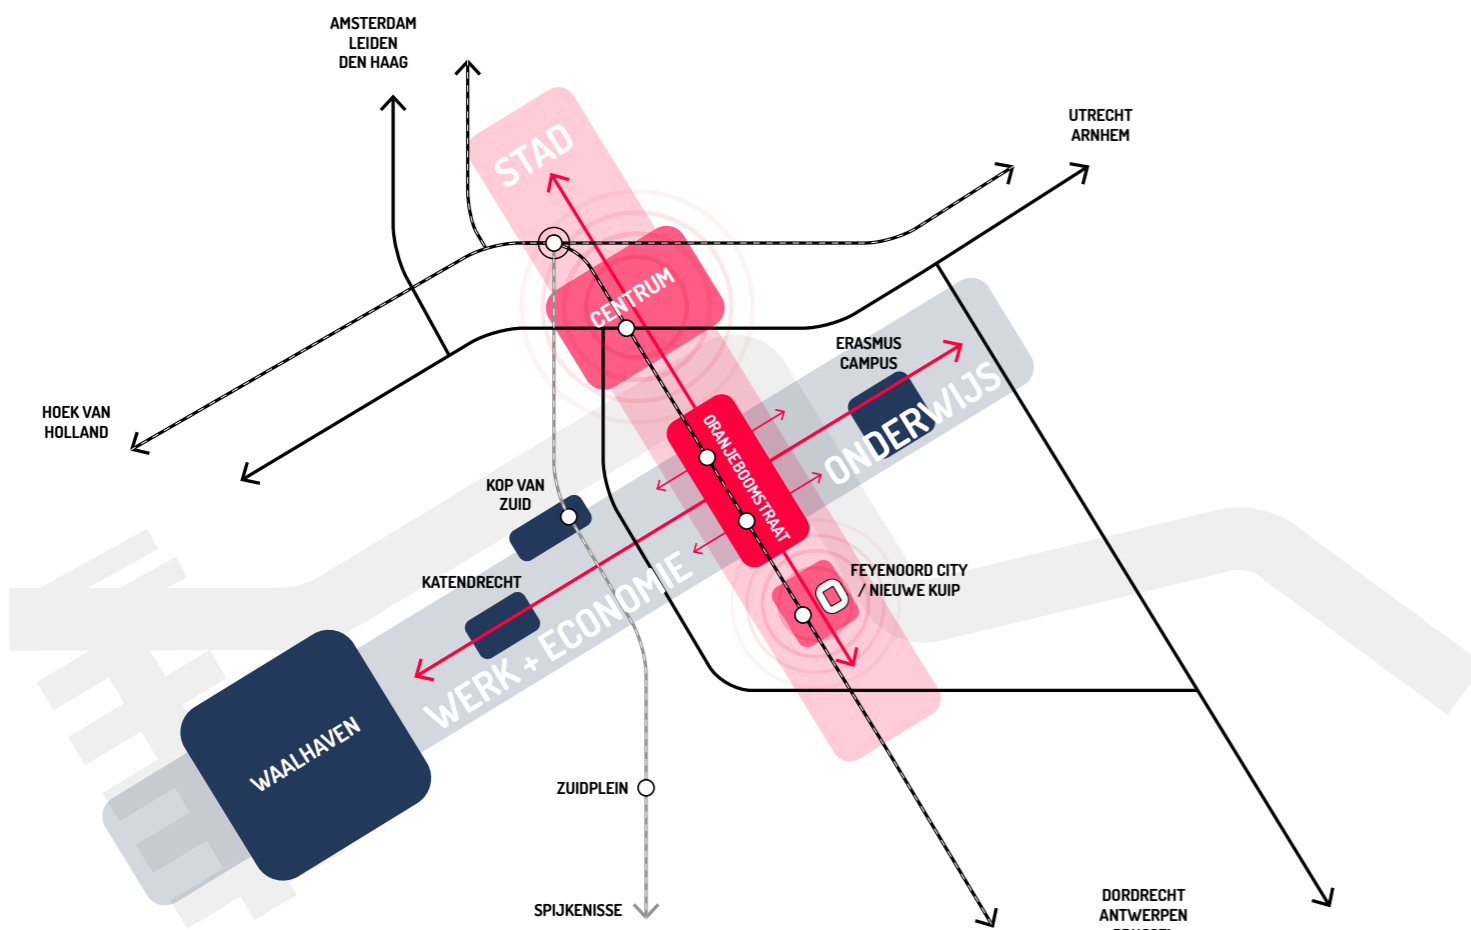 AMSTERDAM
LEIDEN
DEN HAAG
UTRECHT
ARNHEM
STAD
CENTRUM
ERASMUS
CAMPUS
HOEK VAN
HOLLAND
ONDERWIJS
ORANJEBOOMSTRAAT
KOP VAN
ZUID
KATENDRECHT
FEYENOORD CITY
/ NIEUWE KUIP
WERK + ECONOMIE
WAALHAVEN
ZUIDPLEIN
SPIJKENISSE
DORDRECHT
ANTWERPEN